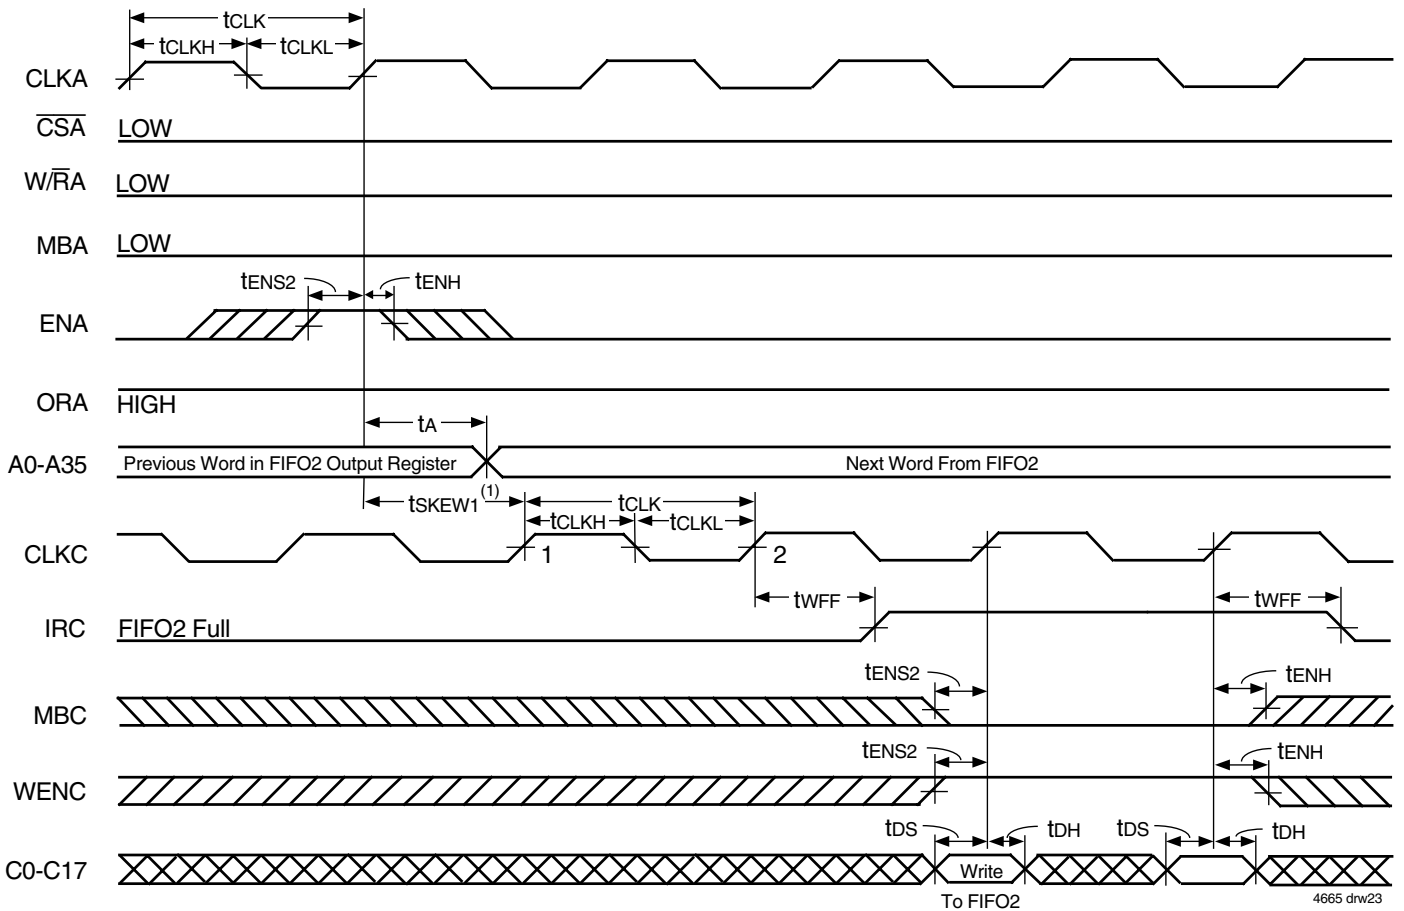 tCLK
tCLKH tCLKL
CLKA
CSA LOW
W/RA LOW
MBA LOW
tENS2 tENH
ENA
ORA HIGH
tA
A0-A35 Previous Word in FIFO2 Output Register Next Word From FIFO2
tSKEW1 (1) tCLK
tCLKH tCLKL
CLKC 1 2
tWFF tWFF
IRC FIFO2 Full
tENS2 tENH
MBC
tENS2 tENH
WENC
tDS tDH tDS tDH
C0-C17 Write
To FIFO2
4665 drw23